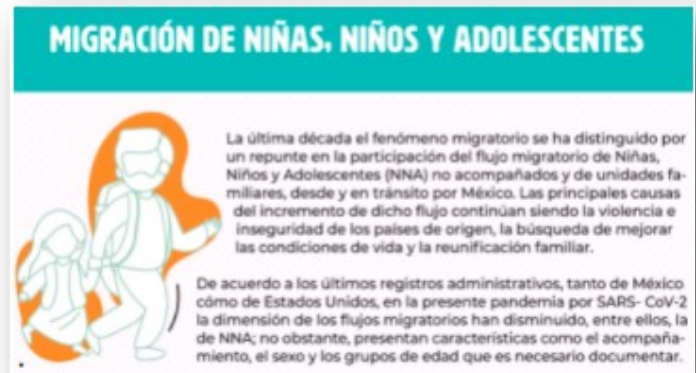 MIGRACIÓN DE NIÑAS, NIÑOS Y ADOLESCENTES
La última década el fenómeno migratorio se ha distinguido por
un repunte en la participación del flujo migratorio de Niñas,
Niños y Adolescentes (NNA) no acompañados y de unidades fa-
miliares, desde y en tránsito por México. Las principales causas
del incremento de dicho flujo continúan siendo la violencia e
inseguridad de los países de origen, la búsqueda de mejorar
las condiciones de vida y la reunificación familiar.
De acuerdo a los últimos registros administrativos, tanto de México
cómo de Estados Unidos, en la presente pandemia por SARS- CoV-2
la dimensión de los flujos migratorios han disminuido, entre ellos, la
de NNA; no obstante, presentan características como el acompaña-
miento, el sexo y los grupos de edad que es necesario documentar.